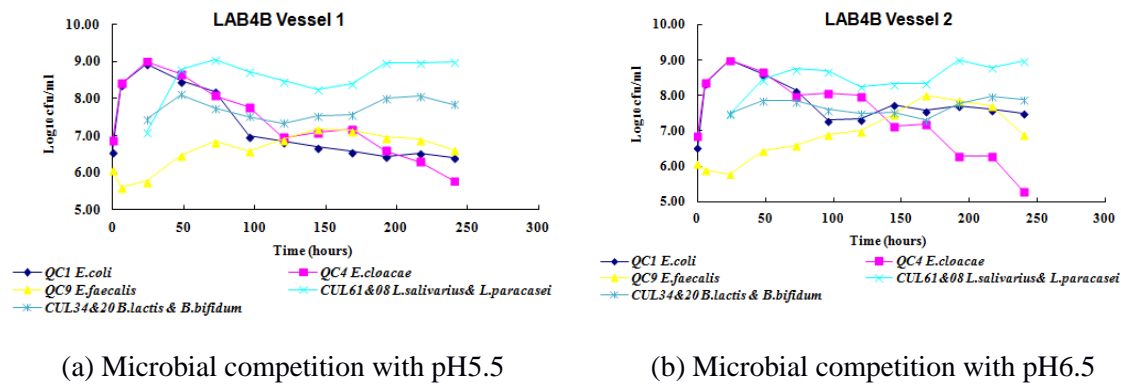 LAB4B Vessel 1
10.00
9.00
8.00
7.00
6.00
5.00
Log10 cfu/ml
0 50 100 150 200 250 300
Time (hours)
QC1 E.coli QC4 E.cloacae
QC9 E.faecalis CUL61&08 L.salivarius& L.paracasei
CUL34&20 B.lactis & B.bifidum
(a) Microbial competition with pH5.5
LAB4B Vessel 2
10.00
9.00
8.00
7.00
6.00
5.00
Log10 cfu/ml
0 50 100 150 200 250 300
Time (hours)
QC1 E.coli QC4 E.cloacae
QC9 E.faecalis CUL61&08 L.salivarius& L.paracasei
CUL34&20 B.lactis & B.bifidum
(b) Microbial competition with pH6.5